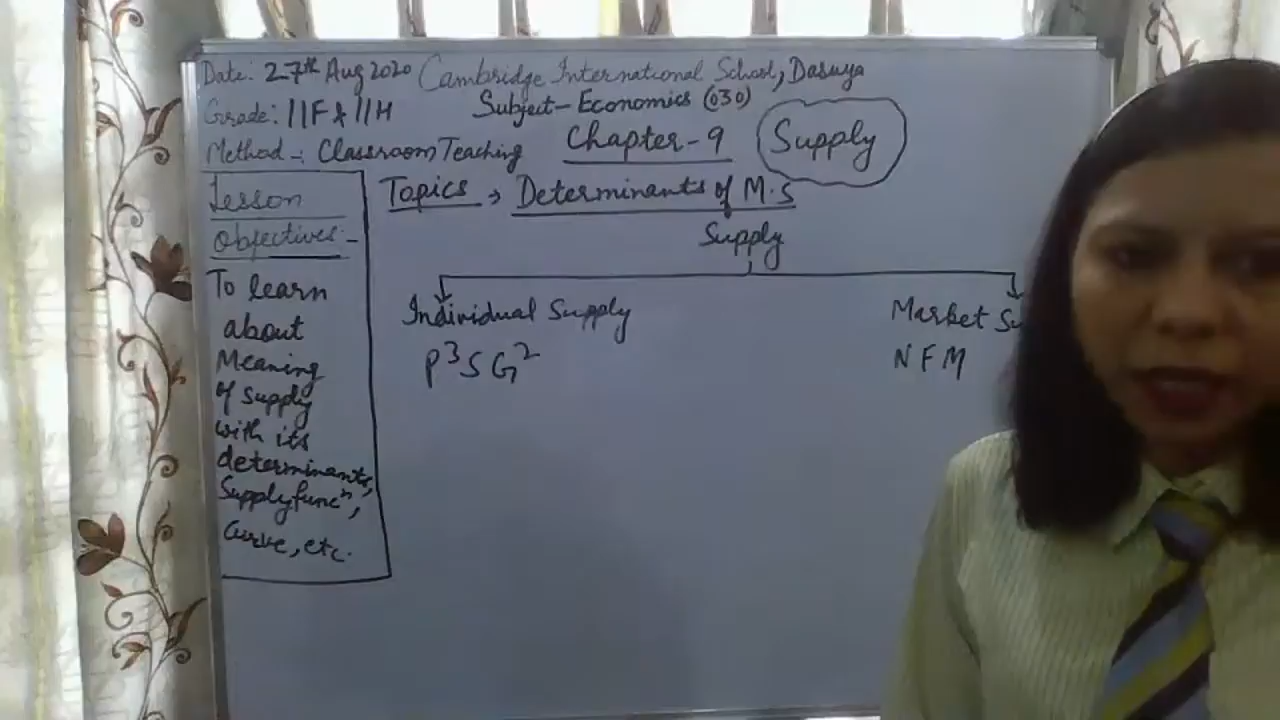 Date: 27th Aug 2020 Cambridge International School, Dasuya
Grade: 11F & 11H Subject - Economics (030)
Method -: Classroom Teaching Chapter - 9 Supply
Lesson
Objectives: -
To learn
about
Meaning
of supply
with its
determinants,
Supply funcⁿ,
Curve, etc.
Topics → Determinants of M.S
Supply
Individual Supply
P³SG²
Market Su
N F M